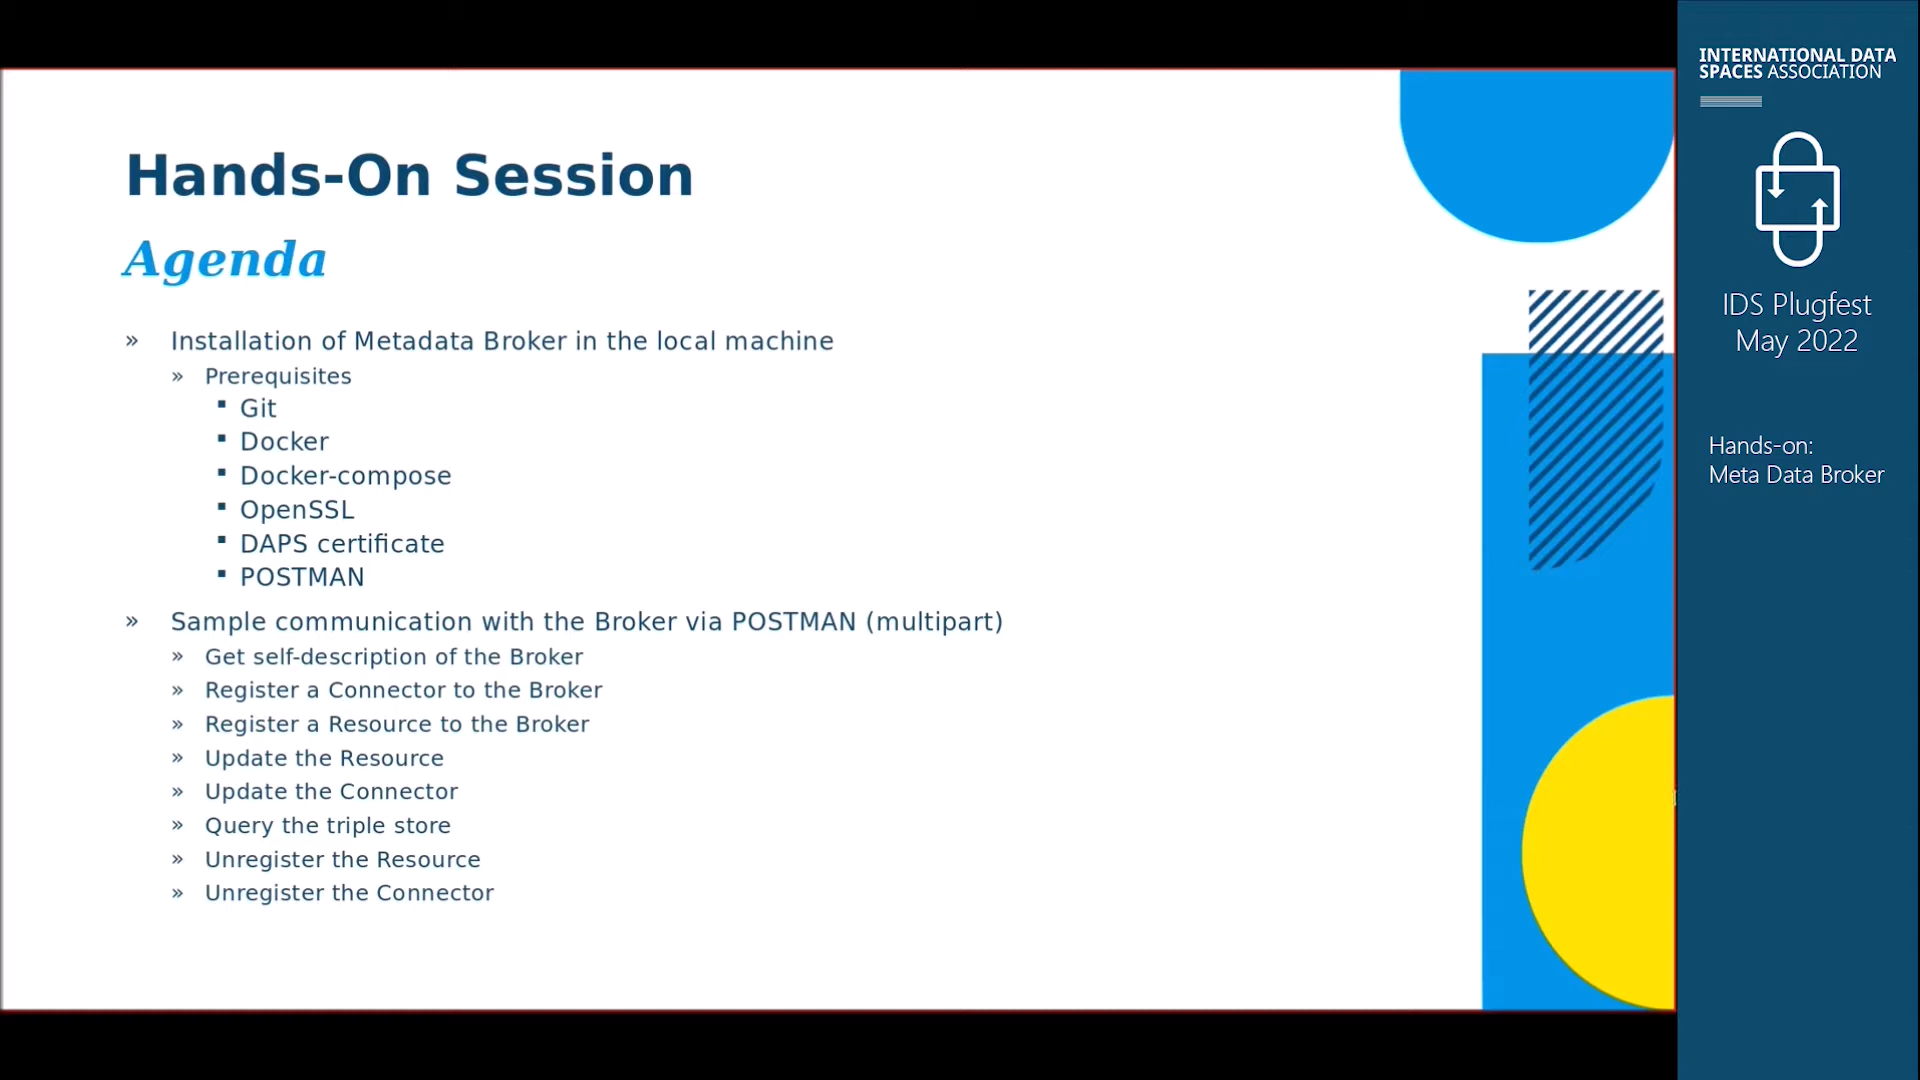 Hands-On Session
Agenda
» Installation of Metadata Broker in the local machine
» Prerequisites
▪ Git
▪ Docker
▪ Docker-compose
▪ OpenSSL
▪ DAPS certificate
▪ POSTMAN
» Sample communication with the Broker via POSTMAN (multipart)
» Get self-description of the Broker
» Register a Connector to the Broker
» Register a Resource to the Broker
» Update the Resource
» Update the Connector
» Query the triple store
» Unregister the Resource
» Unregister the Connector
INTERNATIONAL DATA
SPACES ASSOCIATION
IDS Plugfest
May 2022
Hands-on:
Meta Data Broker